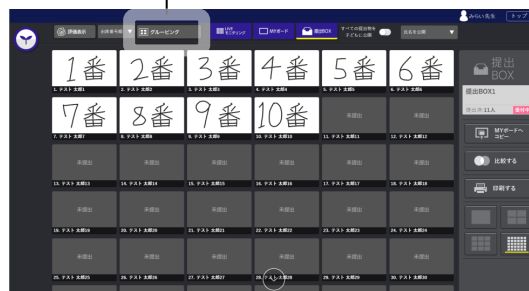 みらい先生 トップ
評価表示 出席番号順 ▼ グルーピング LIVE モニタリング MYボード 提出BOX すべての提出物を 子どもに公開 氏名を公開 ▼
1番 2番 3番 4番 5番 6番
1. テスト 太郎1 2. テスト 太郎2 3. テスト 太郎3 4. テスト 太郎4 5. テスト 太郎5 6. テスト 太郎6
7番 8番 9番 10番 未提出 未提出
7. テスト 太郎7 8. テスト 太郎8 9. テスト 太郎9 10. テスト 太郎10 11. テスト 太郎11 12. テスト 太郎12
未提出 未提出 未提出 未提出 未提出 未提出
13. テスト 太郎13 14. テスト 太郎14 15. テスト 太郎15 16. テスト 太郎16 17. テスト 太郎17 18. テスト 太郎18
未提出 未提出 未提出 未提出 未提出 未提出
19. テスト 太郎19 20. テスト 太郎20 21. テスト 太郎21 22. テスト 太郎22 23. テスト 太郎23 24. テスト 太郎24
未提出 未提出 未提出 未提出 未提出 未提出
25. テスト 太郎25 26. テスト 太郎26 27. テスト 太郎27 28. テスト 太郎28 29. テスト 太郎29 30. テスト 太郎30
提出
BOX
提出BOX1
提出済 11人 受付中
MYボードへ
コピー
比較する
印刷する